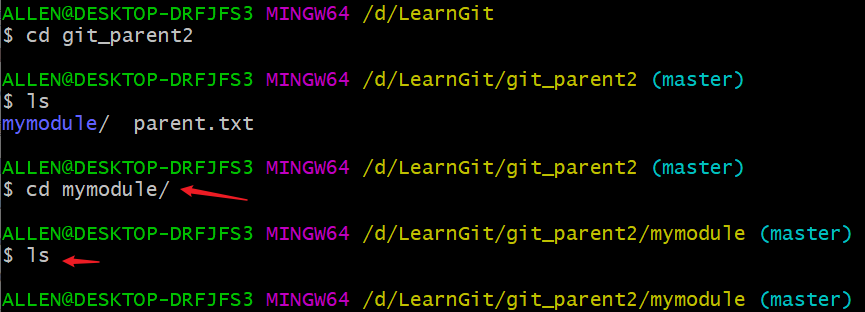 ALLEN@DESKTOP-DRFJFS3 MINGW64 /d/LearnGit
$ cd git_parent2
ALLEN@DESKTOP-DRFJFS3 MINGW64 /d/LearnGit/git_parent2 (master)
$ ls
mymodule/  parent.txt
ALLEN@DESKTOP-DRFJFS3 MINGW64 /d/LearnGit/git_parent2 (master)
$ cd mymodule/
ALLEN@DESKTOP-DRFJFS3 MINGW64 /d/LearnGit/git_parent2/mymodule (master)
$ ls
ALLEN@DESKTOP-DRFJFS3 MINGW64 /d/LearnGit/git_parent2/mymodule (master)